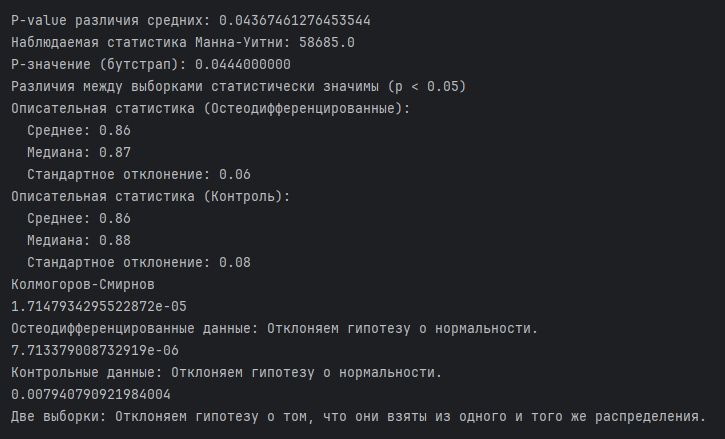 P-value различия средних: 0.04367461276453544
Наблюдаемая статистика Манна-Уитни: 58685.0
P-значение (бутстрап): 0.0444000000
Различия между выборками статистически значимы (p < 0.05)
Описательная статистика (Остеодифференцированные):
  Среднее: 0.86
  Медиана: 0.87
  Стандартное отклонение: 0.06
Описательная статистика (Контроль):
  Среднее: 0.86
  Медиана: 0.88
  Стандартное отклонение: 0.08
Колмогоров-Смирнов
1.7147934295522872e-05
Остеодифференцированные данные: Отклоняем гипотезу о нормальности.
7.713379008732919e-06
Контрольные данные: Отклоняем гипотезу о нормальности.
0.007940790921984004
Две выборки: Отклоняем гипотезу о том, что они взяты из одного и того же распределения.